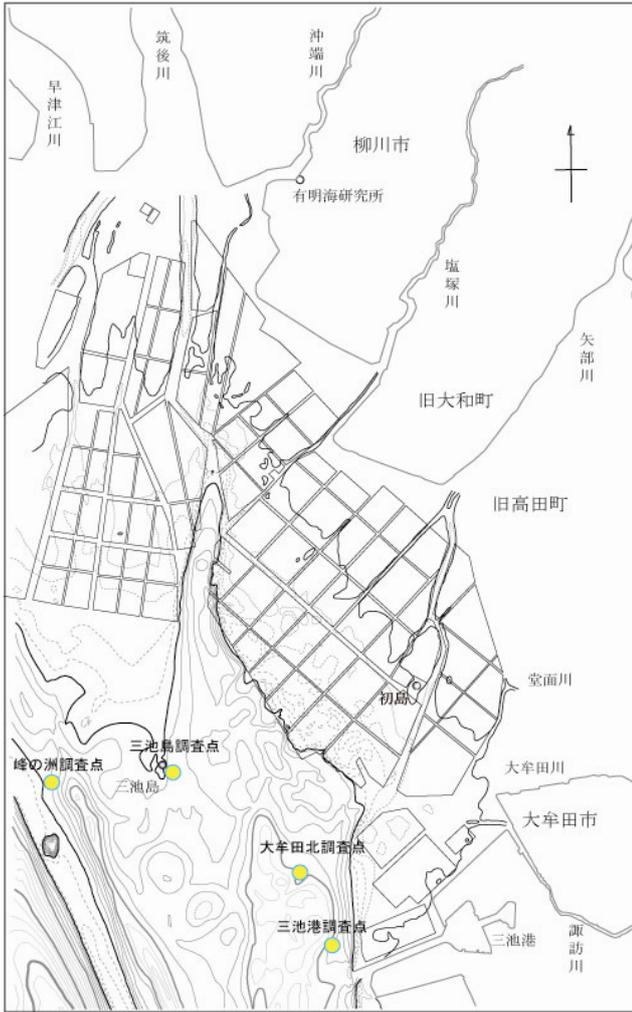 早津江川
筑後川
沖端川
柳川市
有明海研究所
塩塚川
矢部川
旧大和町
旧高田町
堂面川
初島
三池島調査点
峰の洲調査点
三池島
大牟田川
大牟田市
大牟田北調査点
三池港調査点
三池港
諏訪川